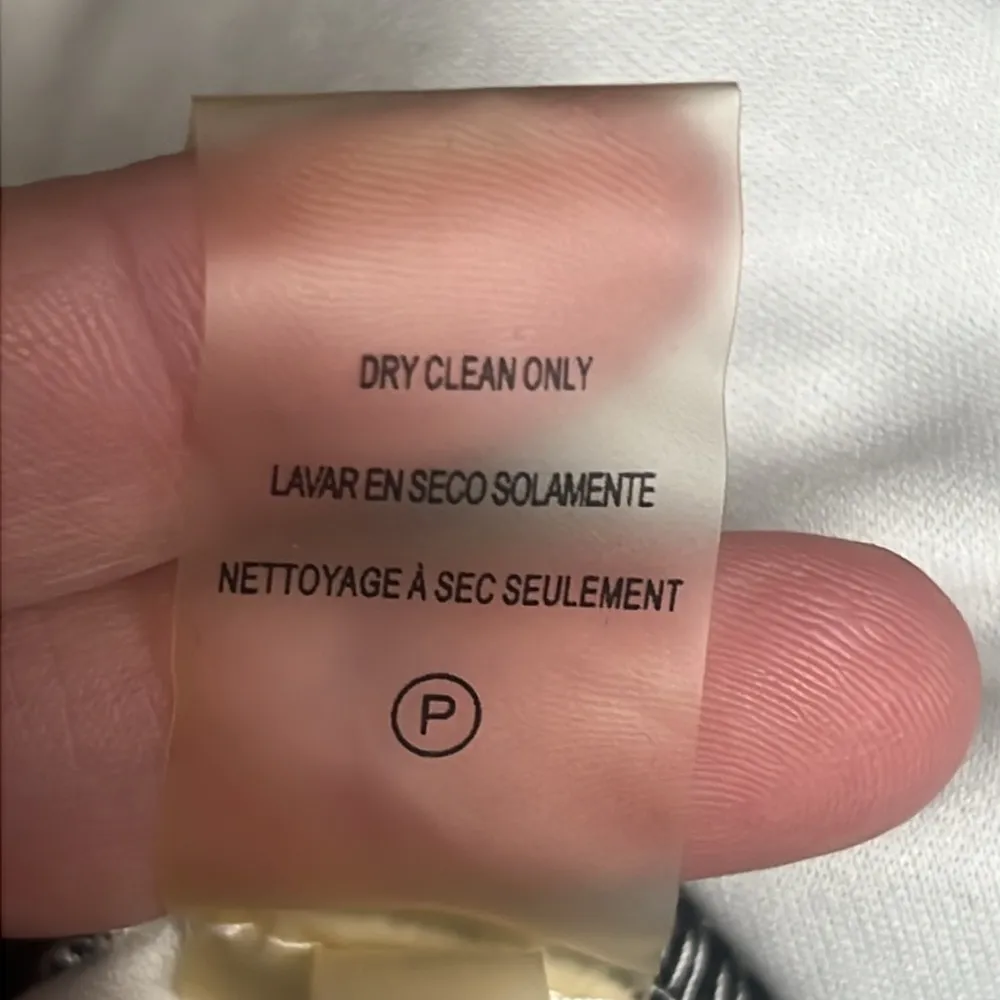 DRY CLEAN ONLY
LAVAR EN SECO SOLAMENTE
NETTOYAGE À SEC SEULEMENT
P